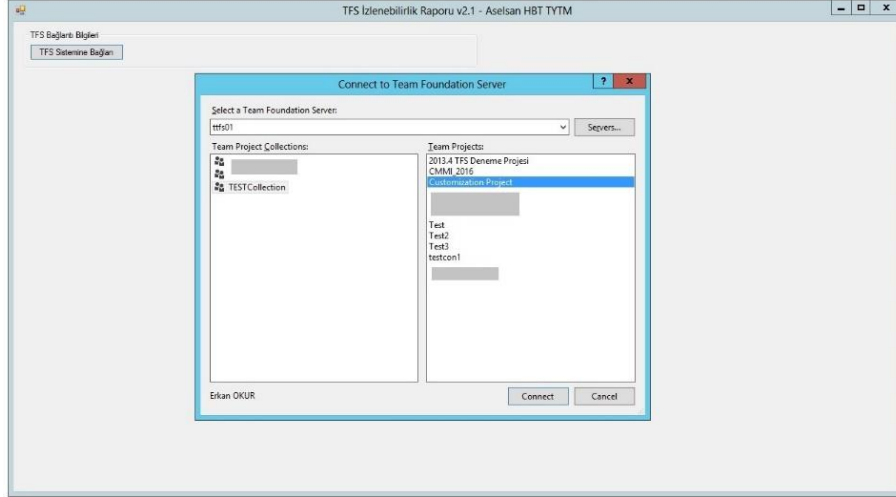 TFS İzlenebilirlik Raporu v2.1 - Aselsan HBT TYTM
TFS Bağlantı Bilgileri
TFS Sistemine Bağlan
Connect to Team Foundation Server
Select a Team Foundation Server:
ttfs01
Servers...
Team Project Collections:
TESTCollection
Team Projects:
2013.4 TFS Deneme Projesi
CMMI_2016
Customization Project
Test
Test2
Test3
testcon1
Erkan OKUR
Connect
Cancel